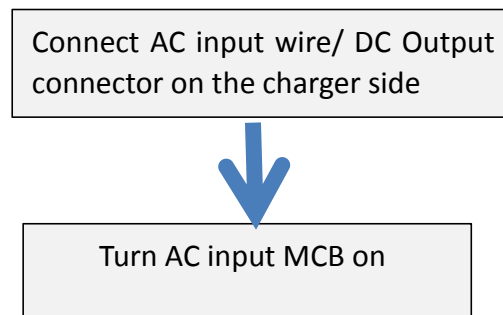 Connect AC input wire/ DC Output
connector on the charger side
Turn AC input MCB on